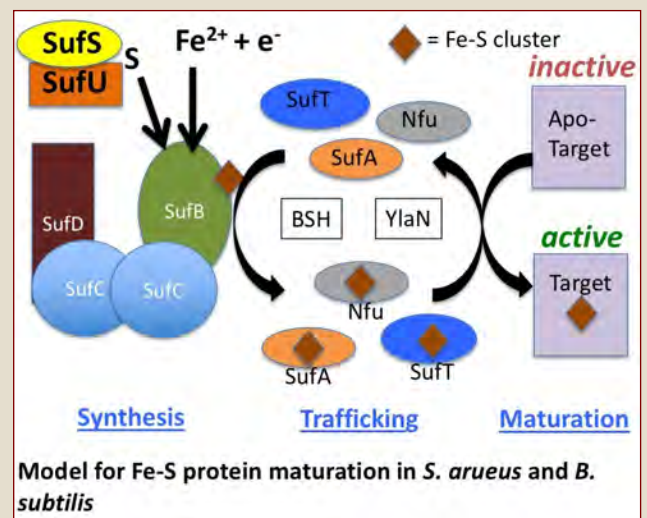 SufS
SufU
S
Fe²⁺ + e⁻
= Fe-S cluster
inactive
SufT
Nfu
SufA
Apo-
Target
SufD
SufB
SufC
SufC
BSH
YlaN
active
Target
Nfu
SufA
SufT
Synthesis
Trafficking
Maturation
Model for Fe-S protein maturation in S. arueus and B.
subtilis